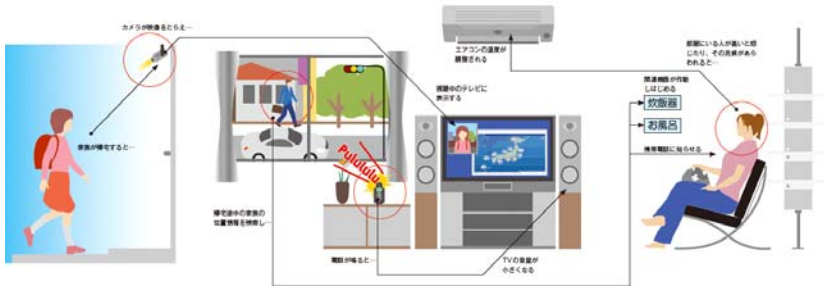 カメラが映像をとらえ…
家族が帰宅すると…
帰宅途中の家族の
位置情報を検索し…
Pulululu
電話が鳴ると…
エアコンの温度が
調整される
視聴中のテレビに
表示する
TVの音量が
小さくなる
部屋にいる人が暑いと感
じたり、その兆候があら
われると…
関連機器が作動
しはじめる
炊飯器
お風呂
携帯電話に知らせる